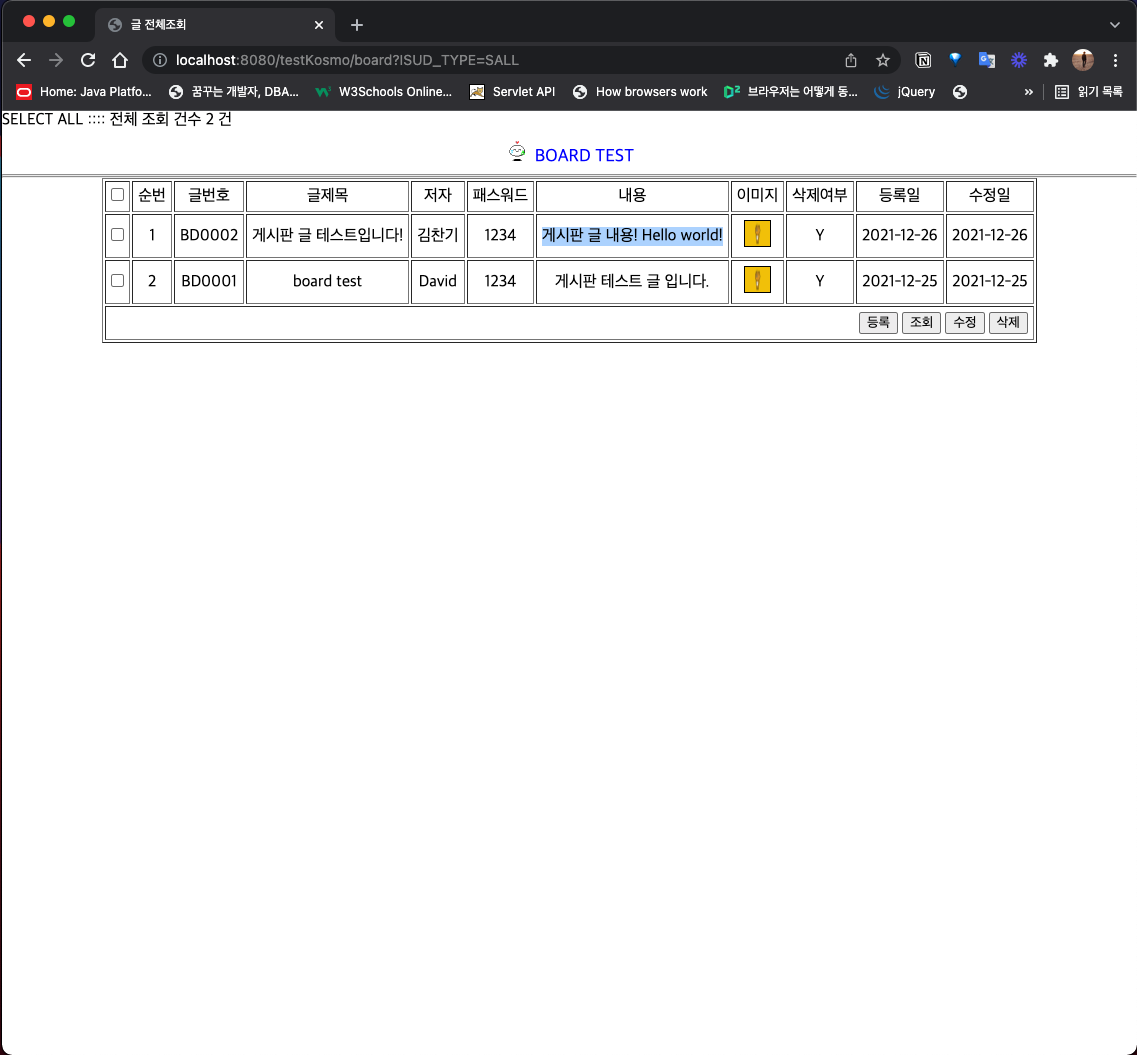 글 전체조회
localhost:8080/testKosmo/board?ISUD_TYPE=SALL
Home: Java Platfo... 꿈꾸는 개발자, DBA... W3Schools Online... Servlet API How browsers work 브라우저는 어떻게 동... jQuery » 읽기 목록
SELECT ALL :::: 전체 조회 건수 2 건
BOARD TEST
순번 글번호 글제목 저자 패스워드 내용 이미지 삭제여부 등록일 수정일
1 BD0002 게시판 글 테스트입니다! 김찬기 1234 게시판 글 내용! Hello world! Y 2021-12-26 2021-12-26
2 BD0001 board test David 1234 게시판 테스트 글 입니다. Y 2021-12-25 2021-12-25
등록 조회 수정 삭제